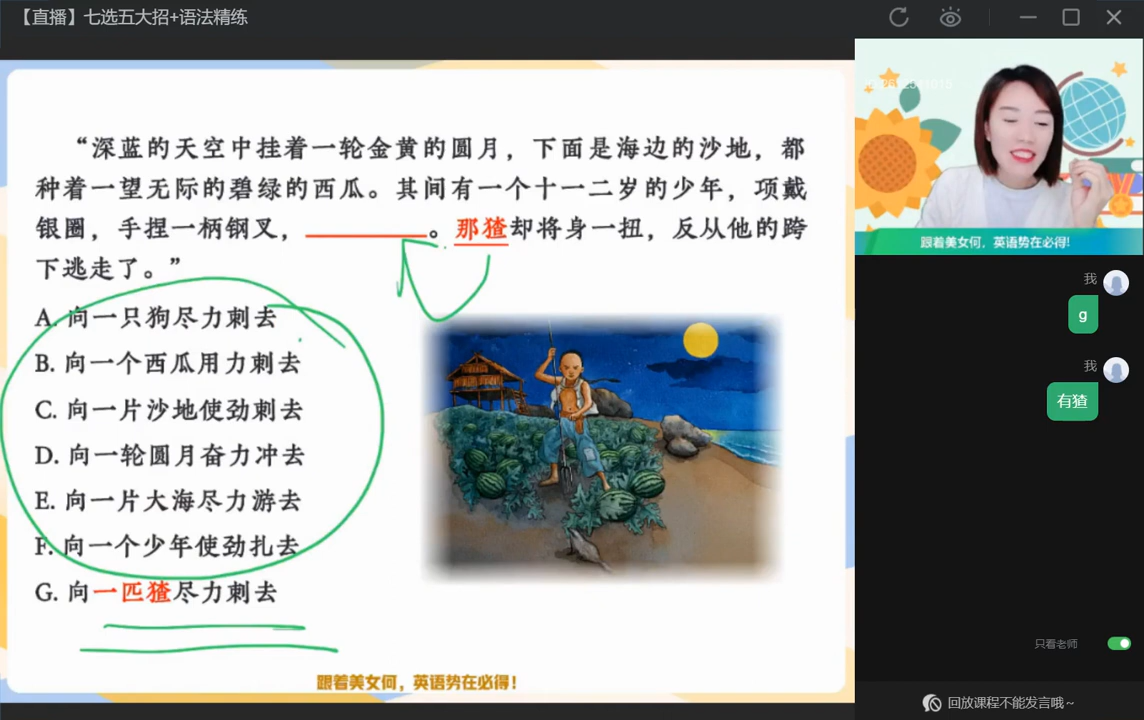 【直播】七选五大招+语法精练
“深蓝的天空中挂着一轮金黄的圆月，下面是海边的沙地，都
种着一望无际的碧绿的西瓜。其间有一个十一二岁的少年，项戴
银圈，手捏一柄钢叉，________。那猹却将身一扭，反从他的跨
下逃走了。”
A. 向一只狗尽力刺去
B. 向一个西瓜用力刺去
C. 向一片沙地使劲刺去
D. 向一轮圆月奋力冲去
E. 向一片大海尽力游去
F. 向一个少年使劲扎去
G. 向一匹猹尽力刺去
跟着美女何，英语势在必得！
跟着美女何，英语势在必得！
我
g
我
有猹
只看老师
回放课程不能发言哦~